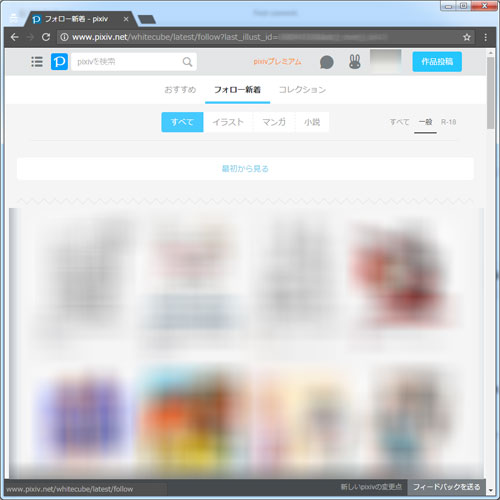 フォロー新着 - pixiv
www.pixiv.net/whitecube/latest/follow?last_illust_id=
pixivを検索
pixivプレミアム
作品投稿
おすすめ フォロー新着 コレクション
すべて イラスト マンガ 小説 すべて 一般 R-18
最初から見る
www.pixiv.net/whitecube/latest/follow
新しいpixivの変更点 フィードバックを送る